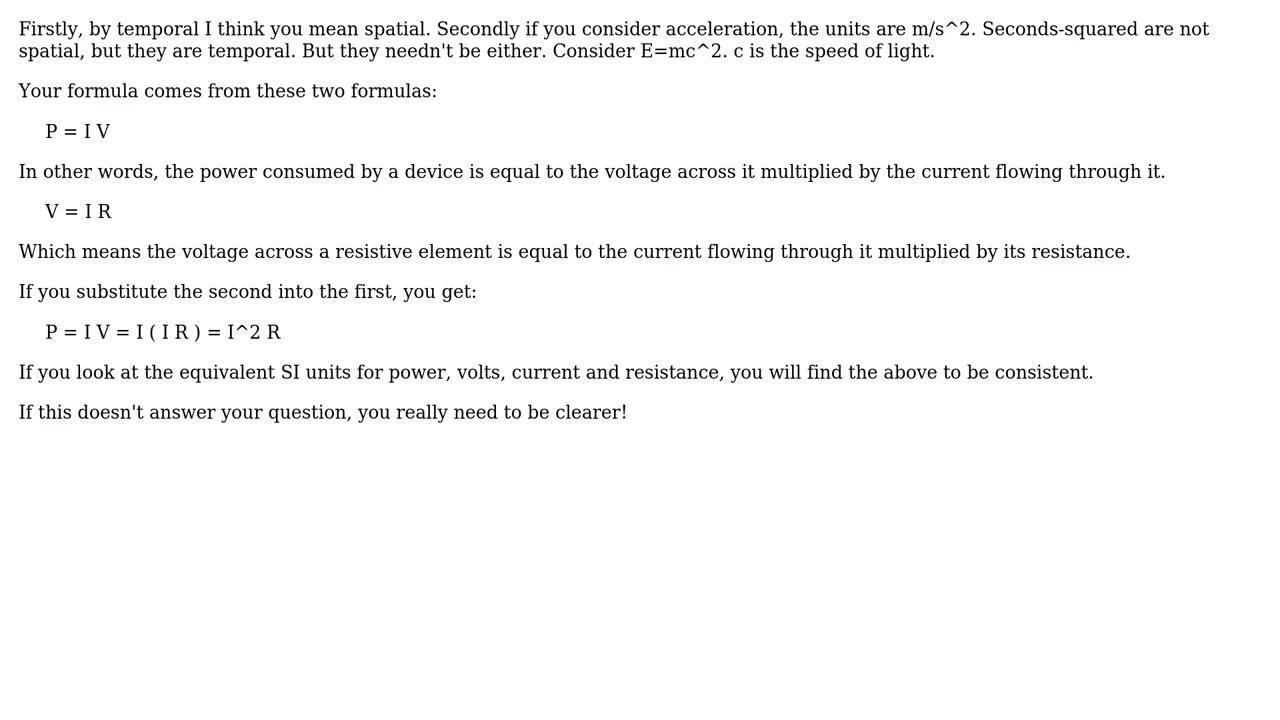 Firstly, by temporal I think you mean spatial. Secondly if you consider acceleration, the units are m/s^2. Seconds-squared are not
spatial, but they are temporal. But they needn't be either. Consider E=mc^2. c is the speed of light.
Your formula comes from these two formulas:
P = I V
In other words, the power consumed by a device is equal to the voltage across it multiplied by the current flowing through it.
V = I R
Which means the voltage across a resistive element is equal to the current flowing through it multiplied by its resistance.
If you substitute the second into the first, you get:
P = I V = I ( I R ) = I^2 R
If you look at the equivalent SI units for power, volts, current and resistance, you will find the above to be consistent.
If this doesn't answer your question, you really need to be clearer!